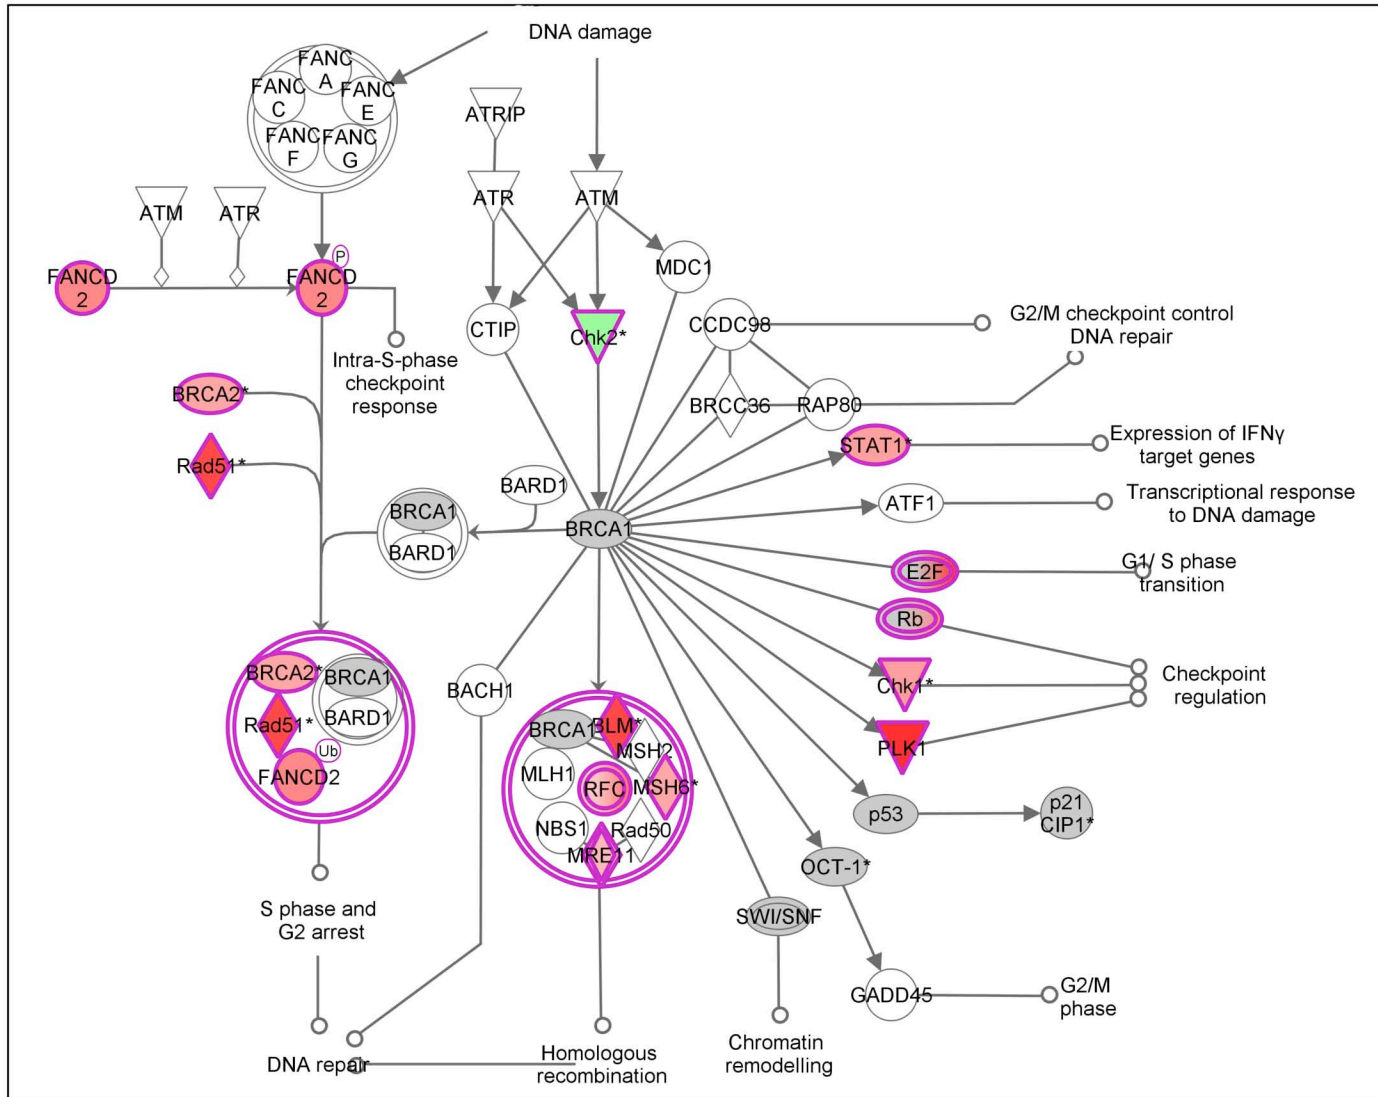 DNA damage
FANC
A
FANC
C
FANC
E
FANC
F
FANC
G
ATRIP
ATM
ATR
ATR
ATM
P
FANCD
2
FANCD
2
MDC1
CTIP
Chk2*
CCDC98
G2/M checkpoint control
DNA repair
Intra-S-phase
checkpoint
response
BRCA2*
BRCC36
RAP80
STAT1*
Expression of IFNγ
target genes
Rad51*
BARD1
BRCA1
BARD1
BRCA1
ATF1
Transcriptional response
to DNA damage
E2F
G1/ S phase
transition
Rb
BRCA2*
BRCA1
BARD1
Rad51*
Ub
FANCD2
BACH1
Chk1*
Checkpoint
regulation
BRCA1
BLM*
MSH2
MLH1
RFC
MSH6*
NBS1
Rad50
MRE11
PLK1
p53
p21
CIP1*
OCT-1*
S phase and
G2 arrest
SWI/SNF
GADD45
G2/M
phase
DNA repair
Homologous
recombination
Chromatin
remodelling